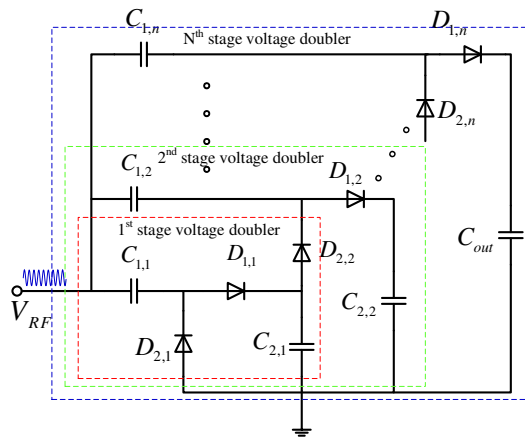 C1,n
D1,n
Nth stage voltage doubler
D2,n
2nd stage voltage doubler
C1,2
D1,2
1st stage voltage doubler
C1,1
D1,1
D2,2
Cout
VRF
D2,1
C2,1
C2,2